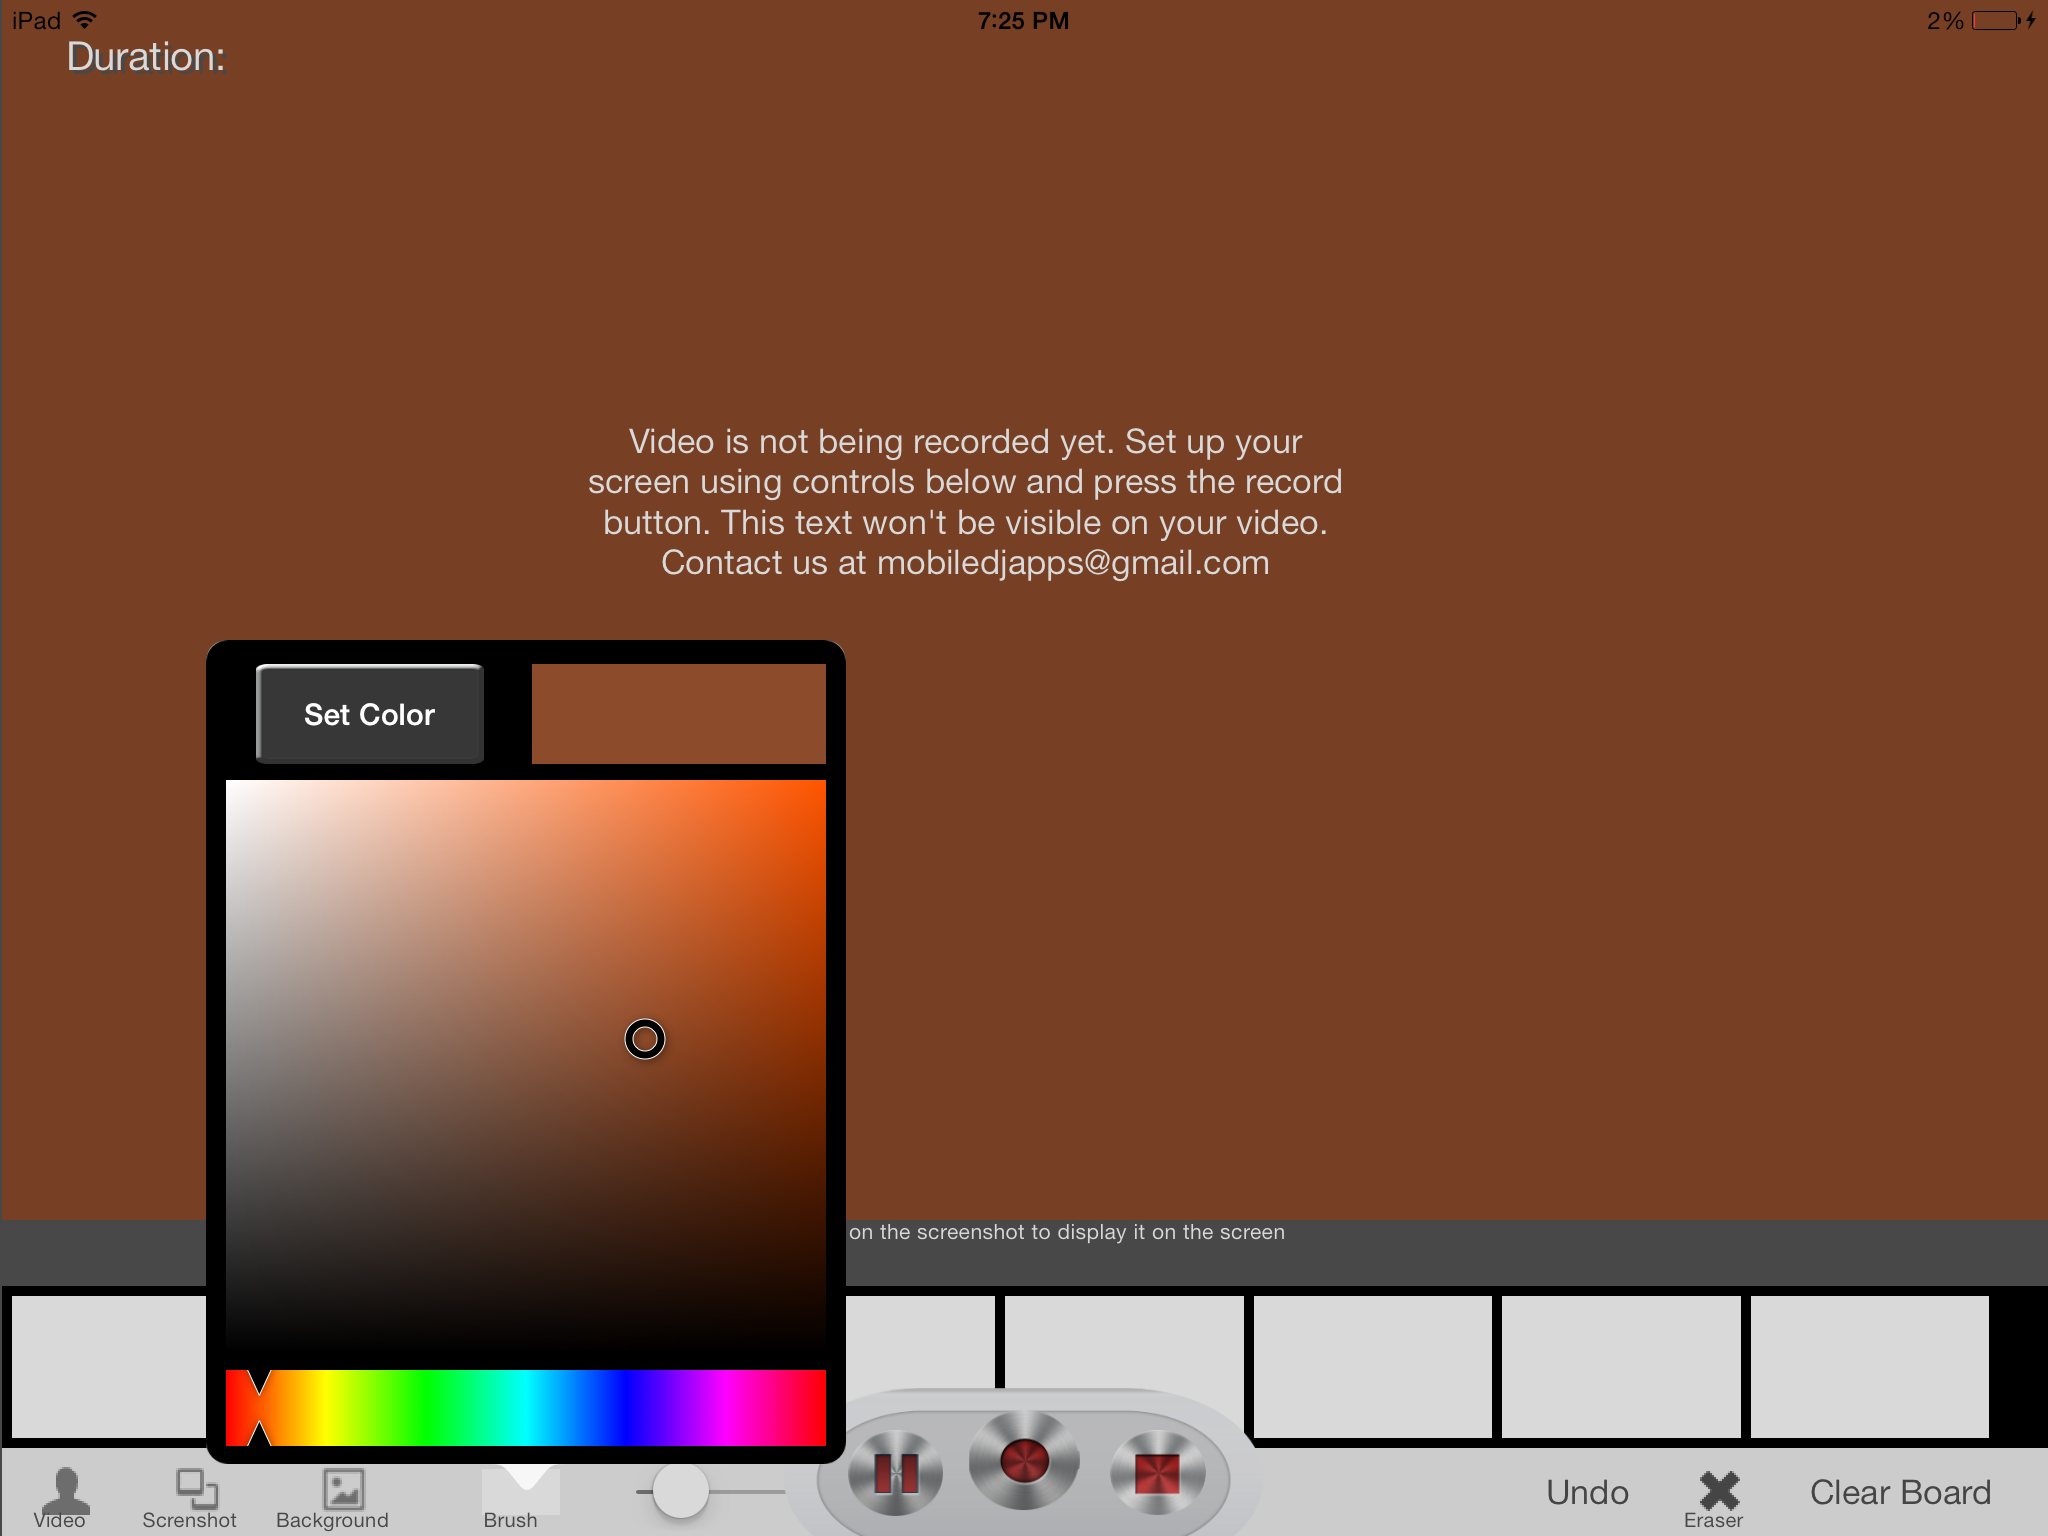 iPad 7:25 PM 2%
Duration:
Video is not being recorded yet. Set up your
screen using controls below and press the record
button. This text won't be visible on your video.
Contact us at mobiledjapps@gmail.com
Set Color
on the screenshot to display it on the screen
Video Screnshot Background Brush Undo Eraser Clear Board